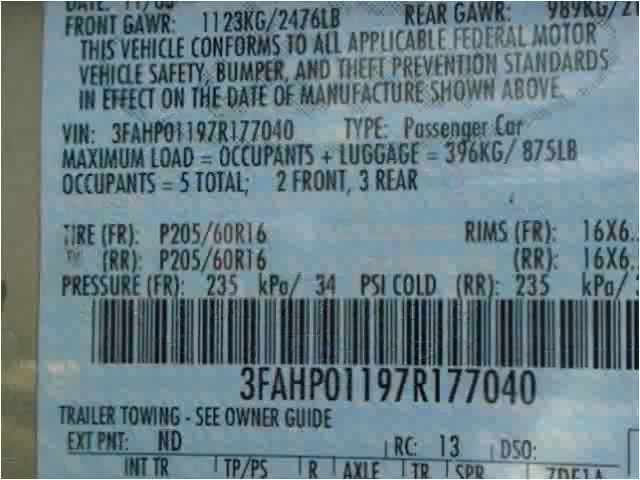 FRONT GAWR: 1123KG/2476LB REAR GAWR: 989KG/
THIS VEHICLE CONFORMS TO ALL APPLICABLE FEDERAL MOTOR
VEHICLE SAFETY, BUMPER, AND THEFT PREVENTION STANDARDS
IN EFFECT ON THE DATE OF MANUFACTURE SHOWN ABOVE.
VIN: 3FAHP01197R177040 TYPE: Passenger Car
MAXIMUM LOAD = OCCUPANTS + LUGGAGE = 396KG/ 875LB
OCCUPANTS = 5 TOTAL; 2 FRONT, 3 REAR
TIRE (FR): P205/60R16 RIMS (FR): 16X6.
(RR): P205/60R16 (RR): 16X6.
PRESSURE (FR): 235 kPa/ 34 PSI COLD (RR): 235 kPa/
3FAHP01197R177040
TRAILER TOWING - SEE OWNER GUIDE
EXT PNT: ND RC: 13 DSO:
INT TR TP/PS R AXLE TR SPR